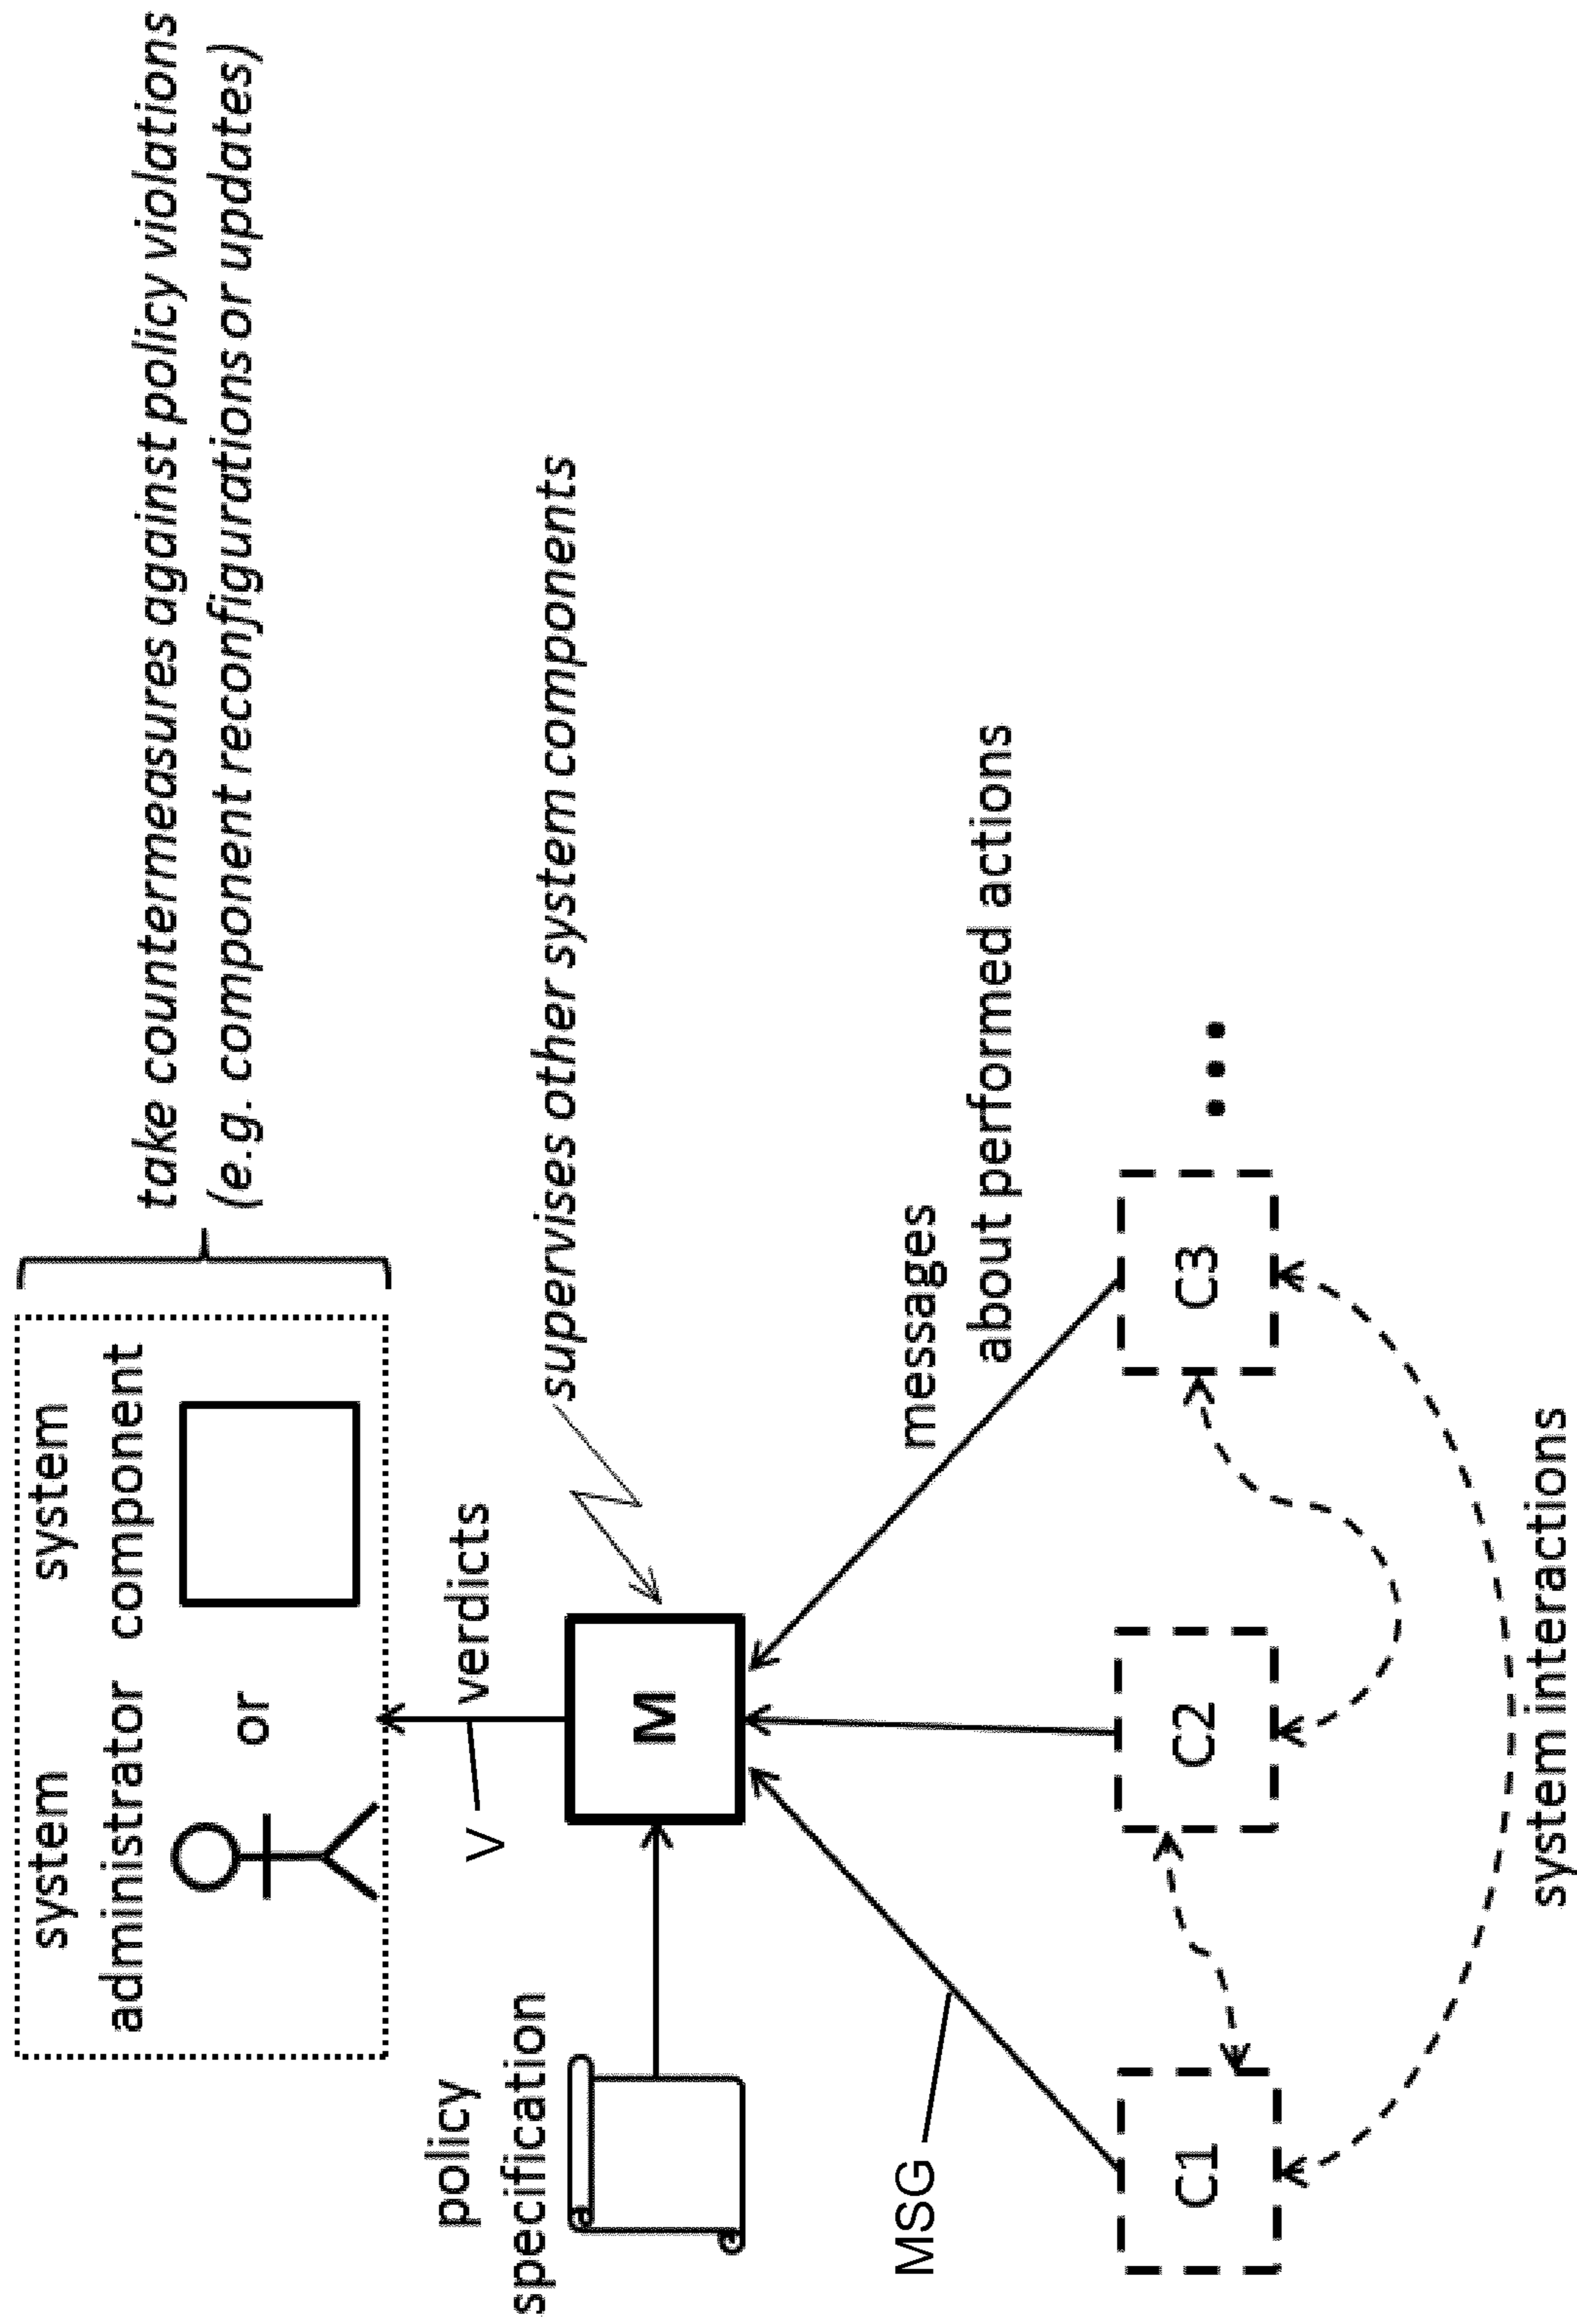 system
administrator
system
component
or
take countermeasures against policy violations
(e.g. component reconfigurations or updates)
V
verdicts
policy
specification
M
supervises other system components
MSG
messages
about performed actions
C1
C2
C3
system interactions